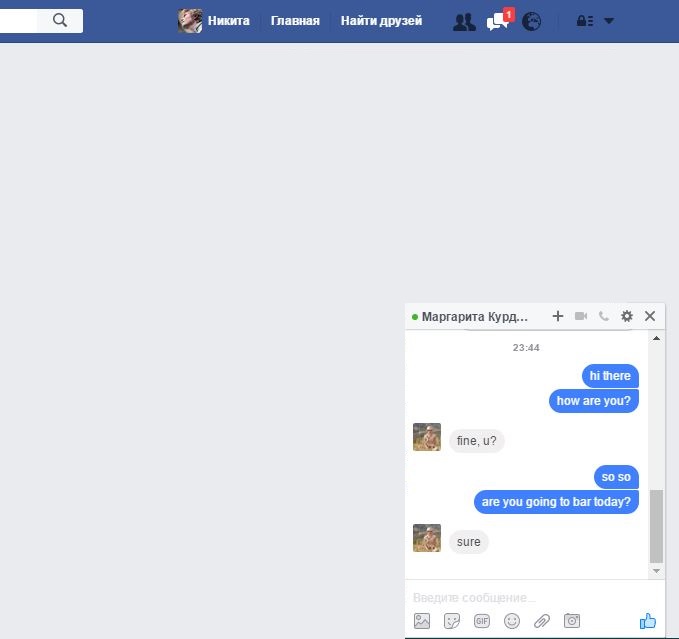 Никита Главная Найти друзей 1
Маргарита Курд...
23:44
hi there
how are you?
fine, u?
so so
are you going to bar today?
sure
Введите сообщение...
GIF